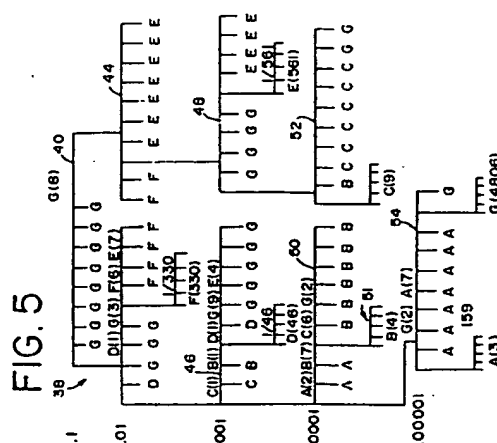 FIG. 5
38
40
G(8)
.1
G G G G G G G G
D(1) G(3) F(6) E(7)
44
.01
D G G G F F F F F F E E E E E E E
1/330
F(330)
46
C(1) B(1) D(1) G(9) E(4)
48
001
C B D G G G G G G G G G E E E E
1/46
D(46)
1/561
E(561)
A(2) B(7) C(6) G(2)
50
52
0001
A A B B B B B B B C C C C C C G G
51
B(4)
C(9)
G(2) A(7)
54
00001
A A A A A A A G
159
A(3)
G(4806)